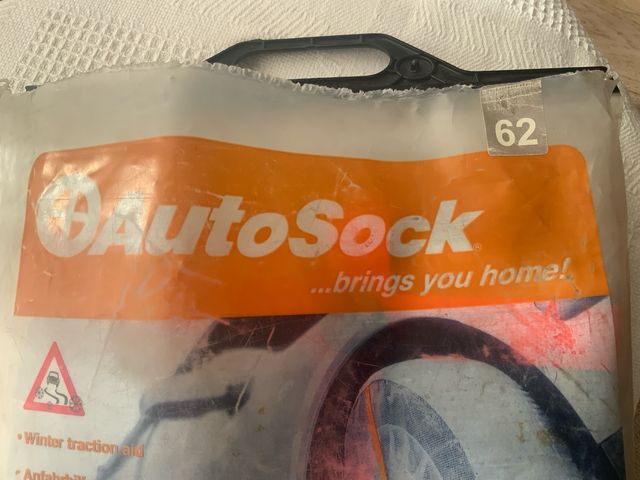 62
AutoSock®
...brings you home!
• Winter traction aid